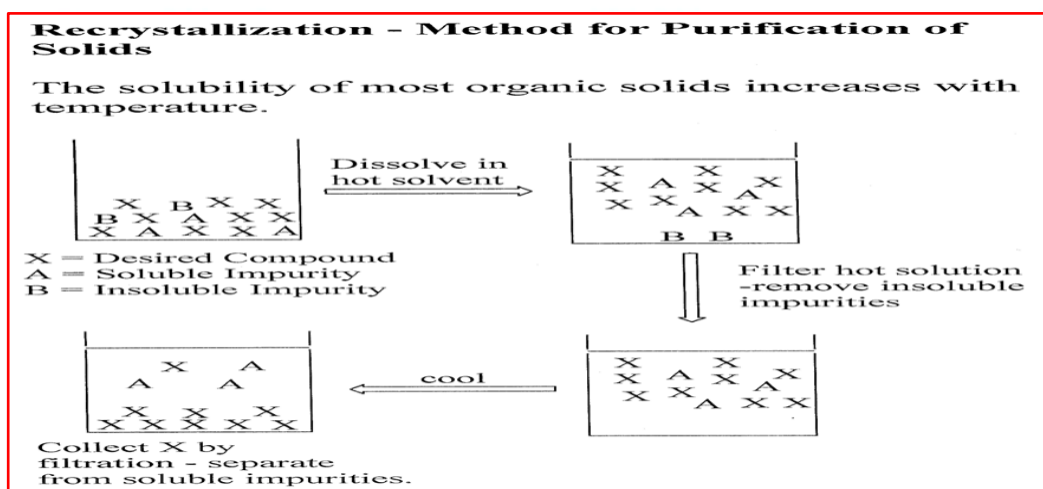 Recrystallization - Method for Purification of
Solids
The solubility of most organic solids increases with
temperature.
X B X X
B X A X X
X A X X A
Dissolve in
hot solvent
X X
X A X X
A
X X A X X
B B
X = Desired Compound
A = Soluble Impurity
B = Insoluble Impurity
Filter hot solution
-remove insoluble
impurities
X X
X A X X
A
X X A X X
cool
X A
A A
X X X
X X X X X
Collect X by
filtration - separate
from soluble impurities.